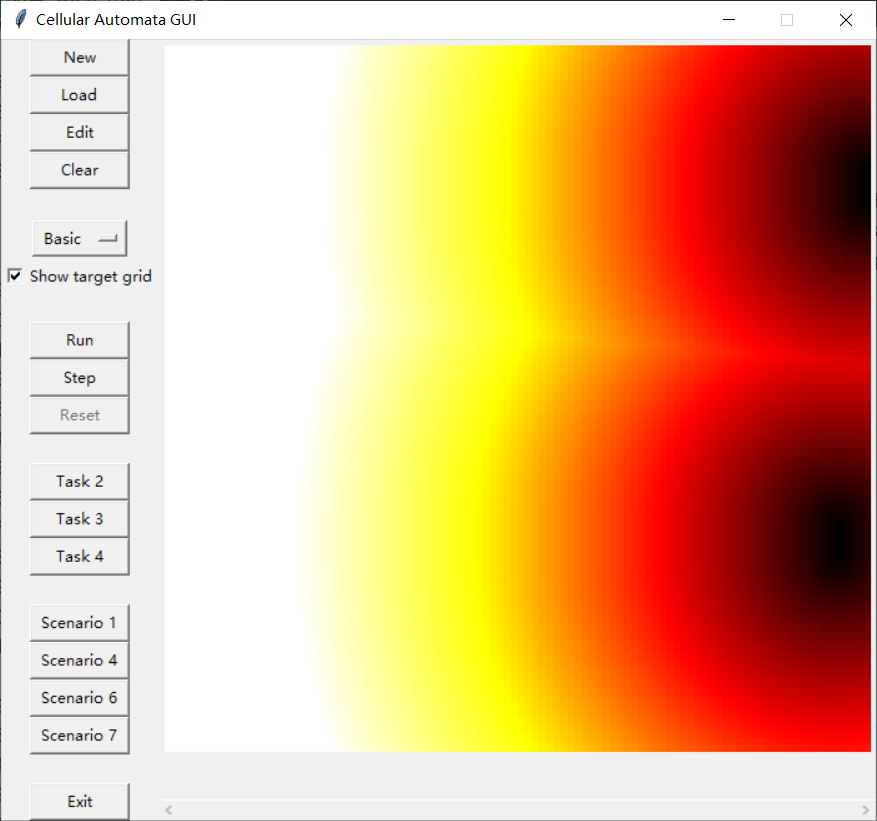 Cellular Automata GUI
New
Load
Edit
Clear
Basic
Show target grid
Run
Step
Reset
Task 2
Task 3
Task 4
Scenario 1
Scenario 4
Scenario 6
Scenario 7
Exit